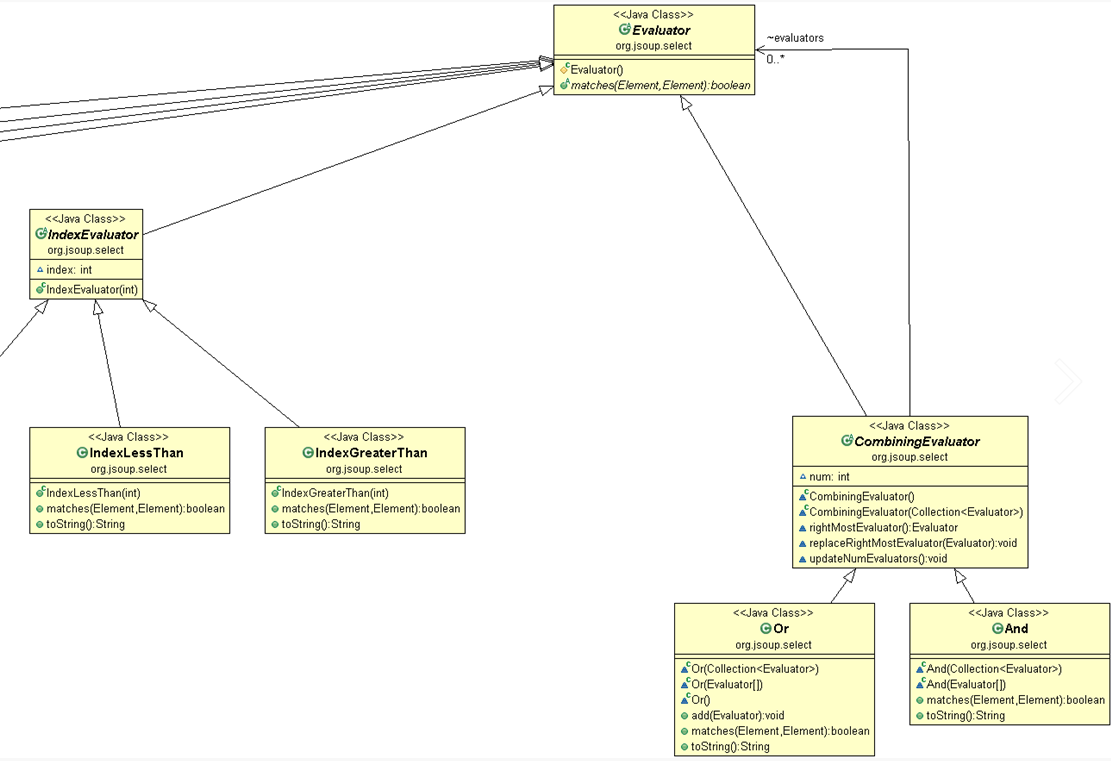 <<Java Class>>
Evaluator
org.jsoup.select
Evaluator()
matches(Element,Element):boolean
~evaluators
0..*
<<Java Class>>
IndexEvaluator
org.jsoup.select
index: int
IndexEvaluator(int)
<<Java Class>>
IndexLessThan
org.jsoup.select
IndexLessThan(int)
matches(Element,Element):boolean
toString():String
<<Java Class>>
IndexGreaterThan
org.jsoup.select
IndexGreaterThan(int)
matches(Element,Element):boolean
toString():String
<<Java Class>>
CombiningEvaluator
org.jsoup.select
num: int
CombiningEvaluator()
CombiningEvaluator(Collection<Evaluator>)
rightMostEvaluator():Evaluator
replaceRightMostEvaluator(Evaluator):void
updateNumEvaluators():void
<<Java Class>>
Or
org.jsoup.select
Or(Collection<Evaluator>)
Or(Evaluator[])
Or()
add(Evaluator):void
matches(Element,Element):boolean
toString():String
<<Java Class>>
And
org.jsoup.select
And(Collection<Evaluator>)
And(Evaluator[])
matches(Element,Element):boolean
toString():String